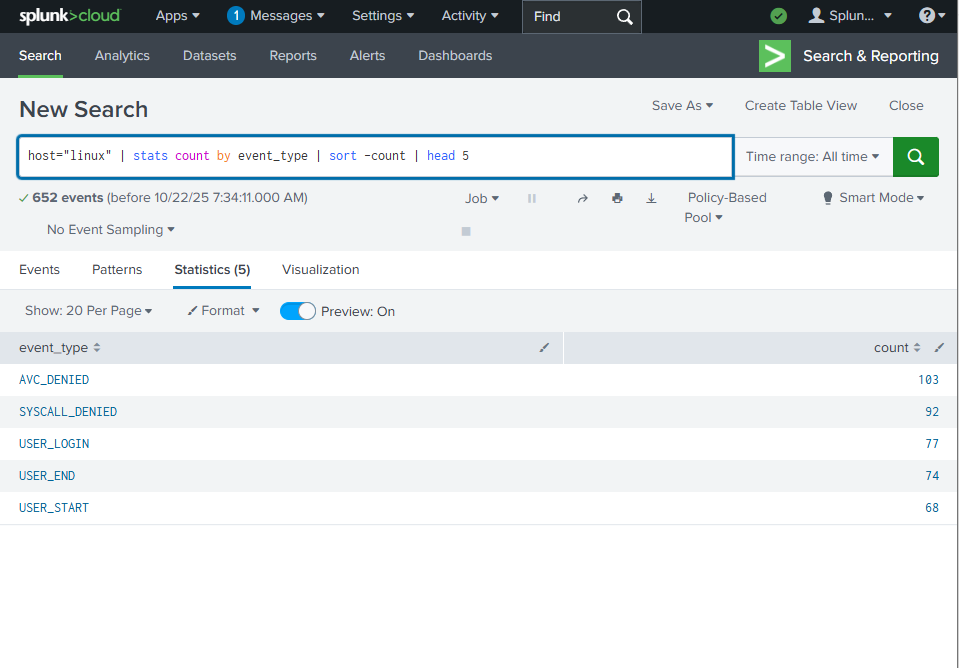 splunk>cloud Apps 1 Messages Settings Activity Find Splun... ?
Search Analytics Datasets Reports Alerts Dashboards > Search & Reporting
New Search Save As Create Table View Close
host="linux" | stats count by event_type | sort -count | head 5 Time range: All time
652 events (before 10/22/25 7:34:11.000 AM) Job Policy-Based Smart Mode
Pool
No Event Sampling
Events Patterns Statistics (5) Visualization
Show: 20 Per Page Format Preview: On
event_type count
AVC_DENIED 103
SYSCALL_DENIED 92
USER_LOGIN 77
USER_END 74
USER_START 68